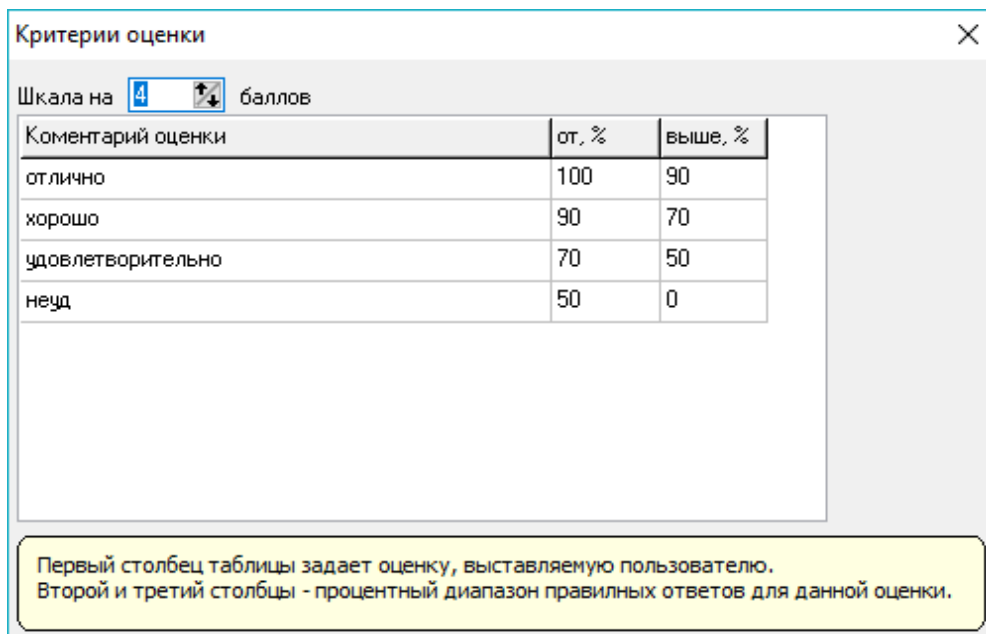 Критерии оценки
Шкала на 4 баллов
Коментарий оценки от, % выше, %
отлично 100 90
хорошо 90 70
удовлетворительно 70 50
неуд 50 0
Первый столбец таблицы задает оценку, выставляемую пользователю.
Второй и третий столбцы - процентный диапазон правилных ответов для данной оценки.